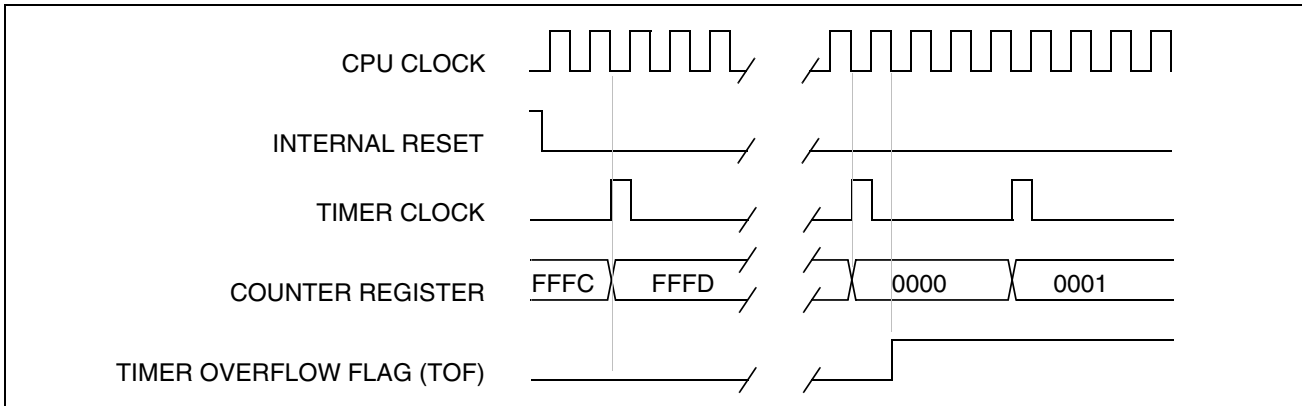 CPU CLOCK
INTERNAL RESET
TIMER CLOCK
COUNTER REGISTER FFFC FFFD 0000 0001
TIMER OVERFLOW FLAG (TOF)